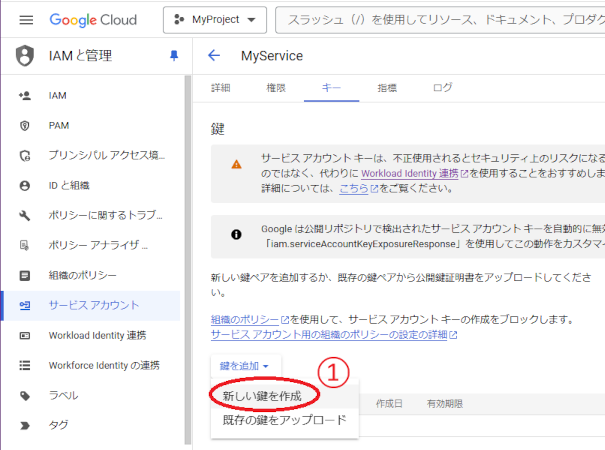 Google Cloud
MyProject
スラッシュ（/）を使用してリソース、ドキュメント、プロダク
IAM と管理
MyService
詳細
権限
キー
指標
ログ
IAM
PAM
プリンシパル アクセス境...
ID と組織
ポリシーに関するトラブ...
ポリシー アナライザ ...
組織のポリシー
サービス アカウント
Workload Identity 連携
Workforce Identity の連携
ラベル
タグ
鍵
サービス アカウント キーは、不正使用されるとセキュリティ上のリスクになる
のではなく、代わりに Workload Identity 連携 を使用することをおすすめしま
詳細については、こちら をご覧ください。
Google は公開リポジトリで検出されたサービス アカウント キーを自動的に無効
「iam.serviceAccountKeyExposureResponse」を使用してこの動作をカスタマイ
新しい鍵ペアを追加するか、既存の鍵ペアから公開鍵証明書をアップロードしてくださ
い。
組織のポリシー を使用して、サービス アカウント キーの作成をブロックします。
サービス アカウント用の組織のポリシーの設定の詳細
鍵を追加
①
新しい鍵を作成
既存の鍵をアップロード
作成日
有効期限